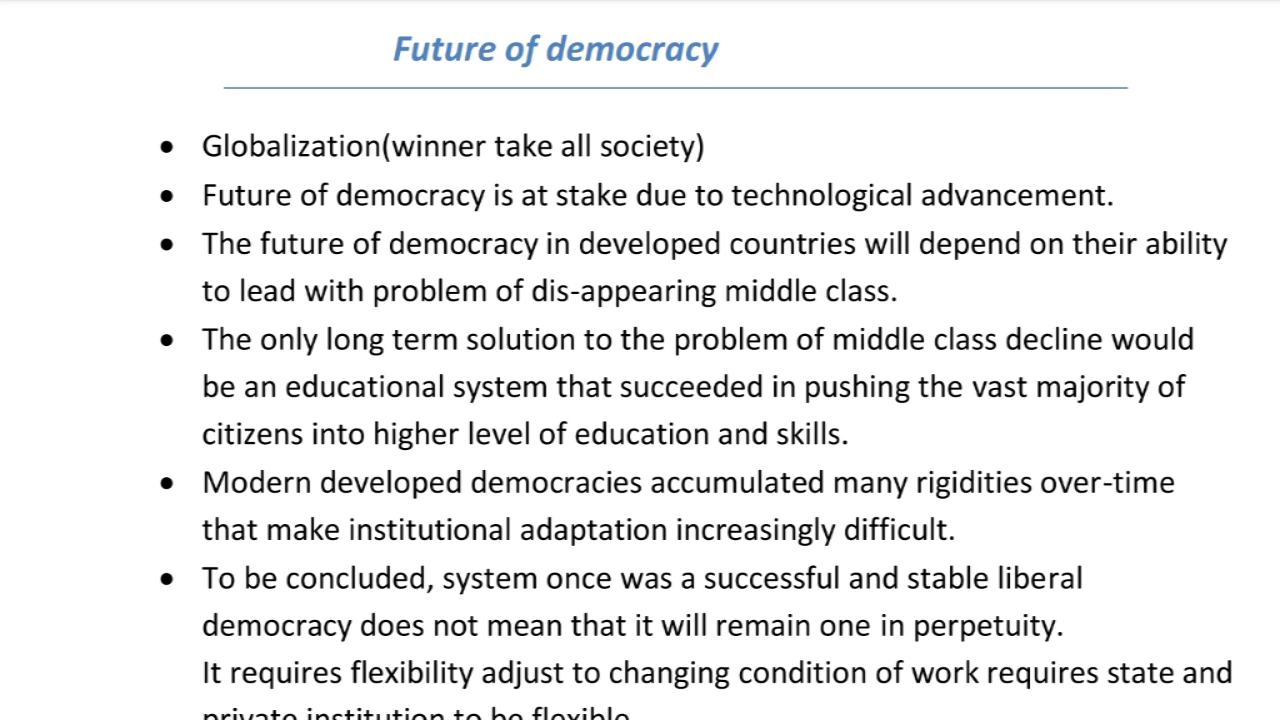 Future of democracy
• Globalization(winner take all society)
• Future of democracy is at stake due to technological advancement.
• The future of democracy in developed countries will depend on their ability
to lead with problem of dis-appearing middle class.
• The only long term solution to the problem of middle class decline would
be an educational system that succeeded in pushing the vast majority of
citizens into higher level of education and skills.
• Modern developed democracies accumulated many rigidities over-time
that make institutional adaptation increasingly difficult.
• To be concluded, system once was a successful and stable liberal
democracy does not mean that it will remain one in perpetuity.
It requires flexibility adjust to changing condition of work requires state and
private institution to be flexible.